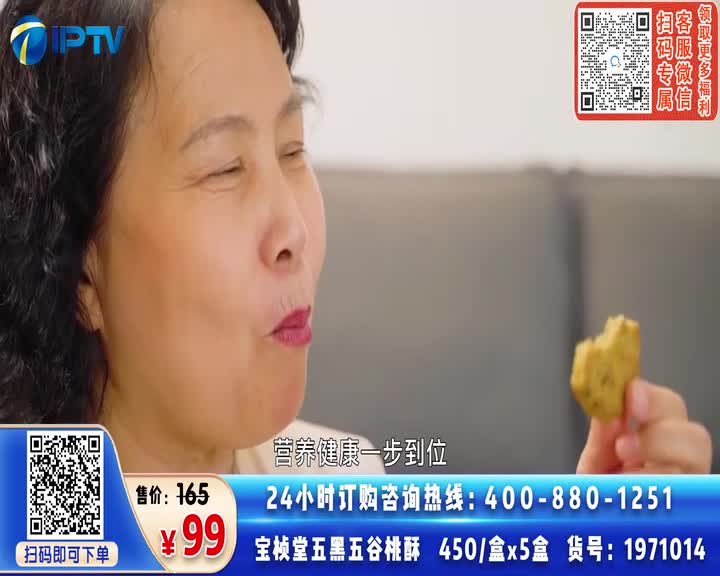 IPTV
扫码专属
客服微信
领取更多福利
营养健康一步到位
售价：165
￥99
扫码即可下单
24小时订购咨询热线：400-880-1251
宝桢堂五黑五谷桃酥 450/盒x5盒 货号：1971014